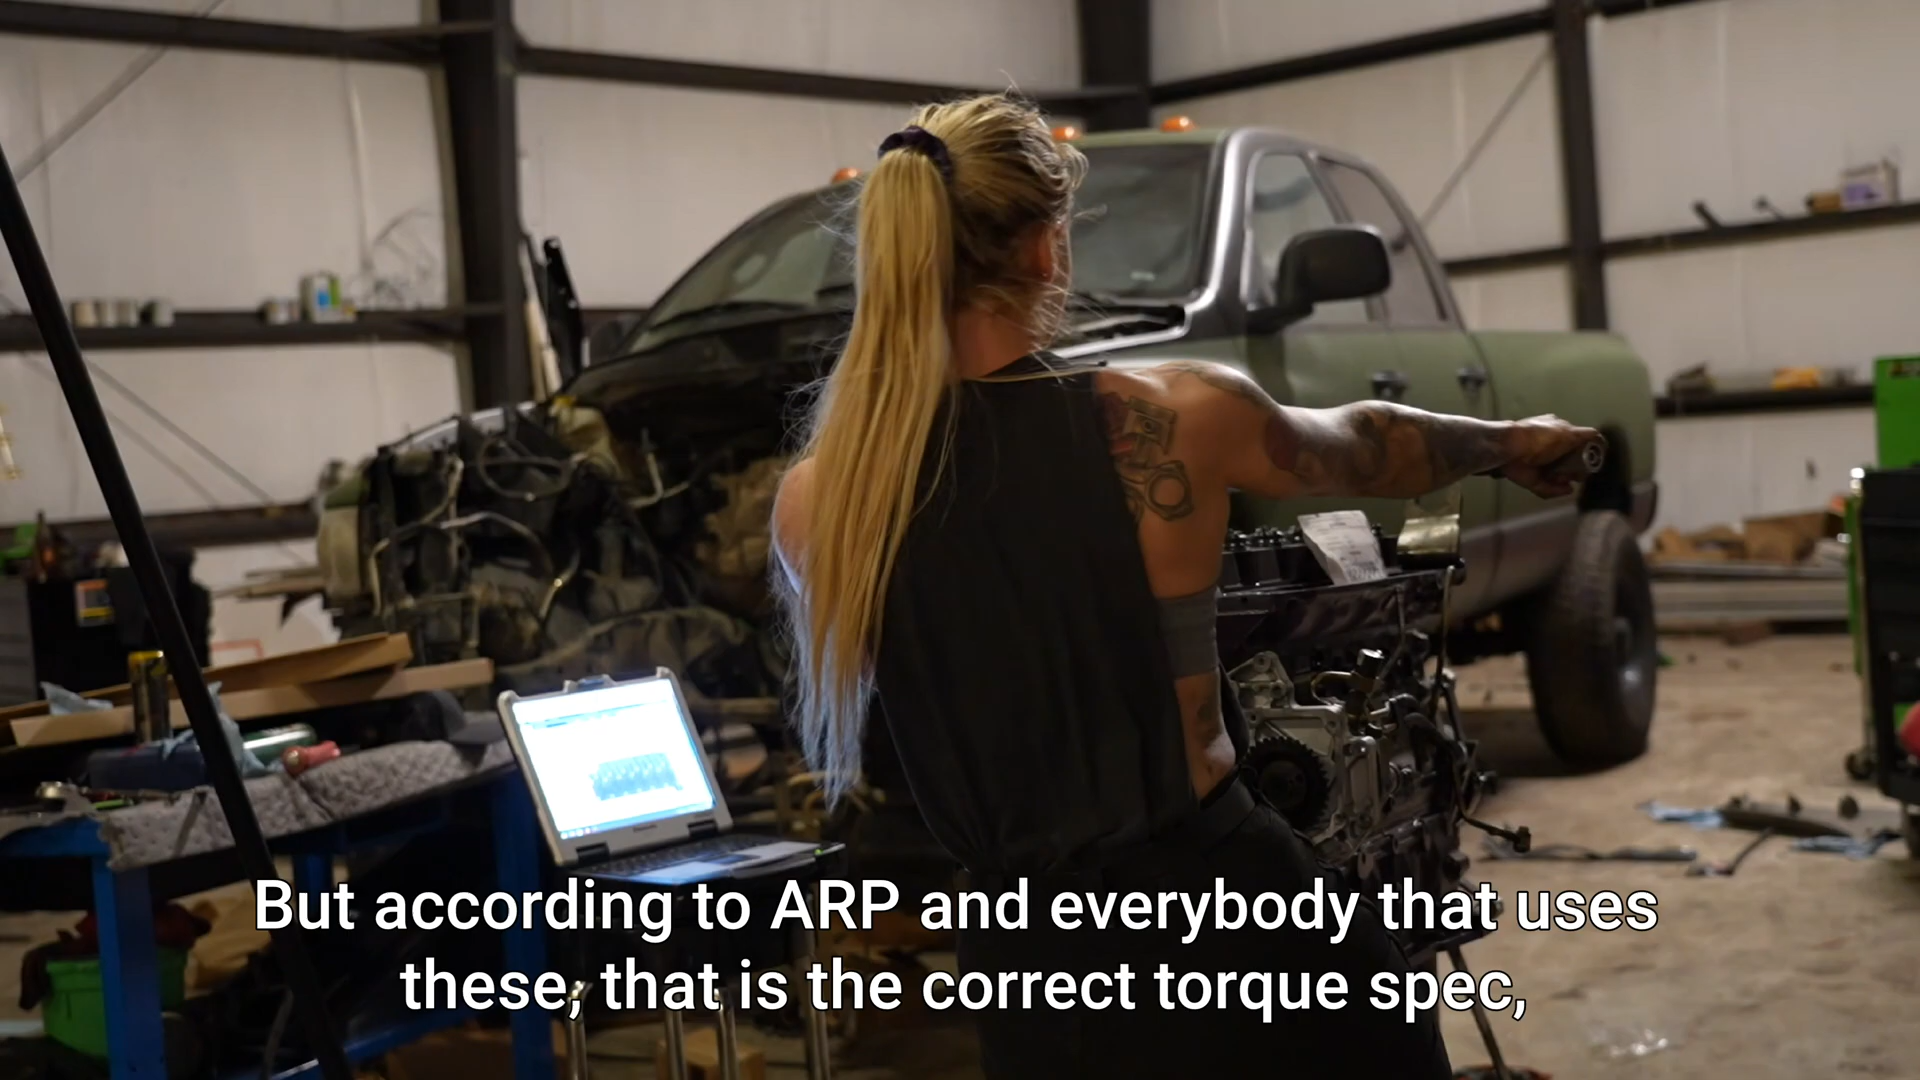 But according to ARP and everybody that uses
these, that is the correct torque spec,